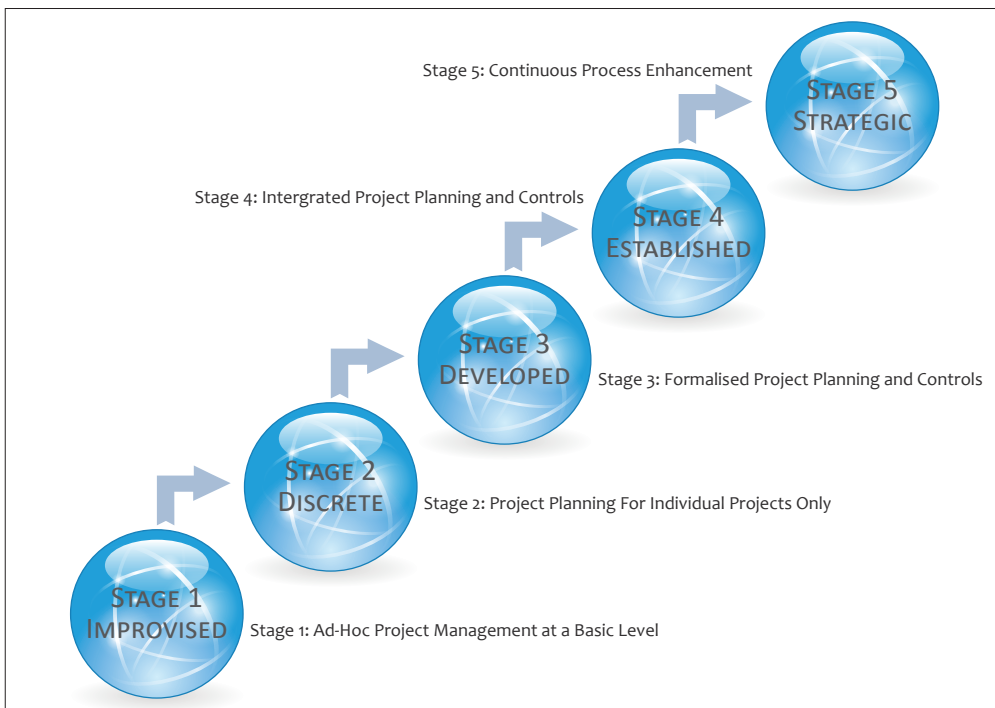 Stage 5: Continuous Process Enhancement
STAGE 5
STRATEGIC
Stage 4: Intergrated Project Planning and Controls
STAGE 4
ESTABLISHED
STAGE 3
DEVELOPED
Stage 3: Formalised Project Planning and Controls
STAGE 2
DISCRETE
Stage 2: Project Planning For Individual Projects Only
STAGE 1
IMPROVISED
Stage 1: Ad-Hoc Project Management at a Basic Level